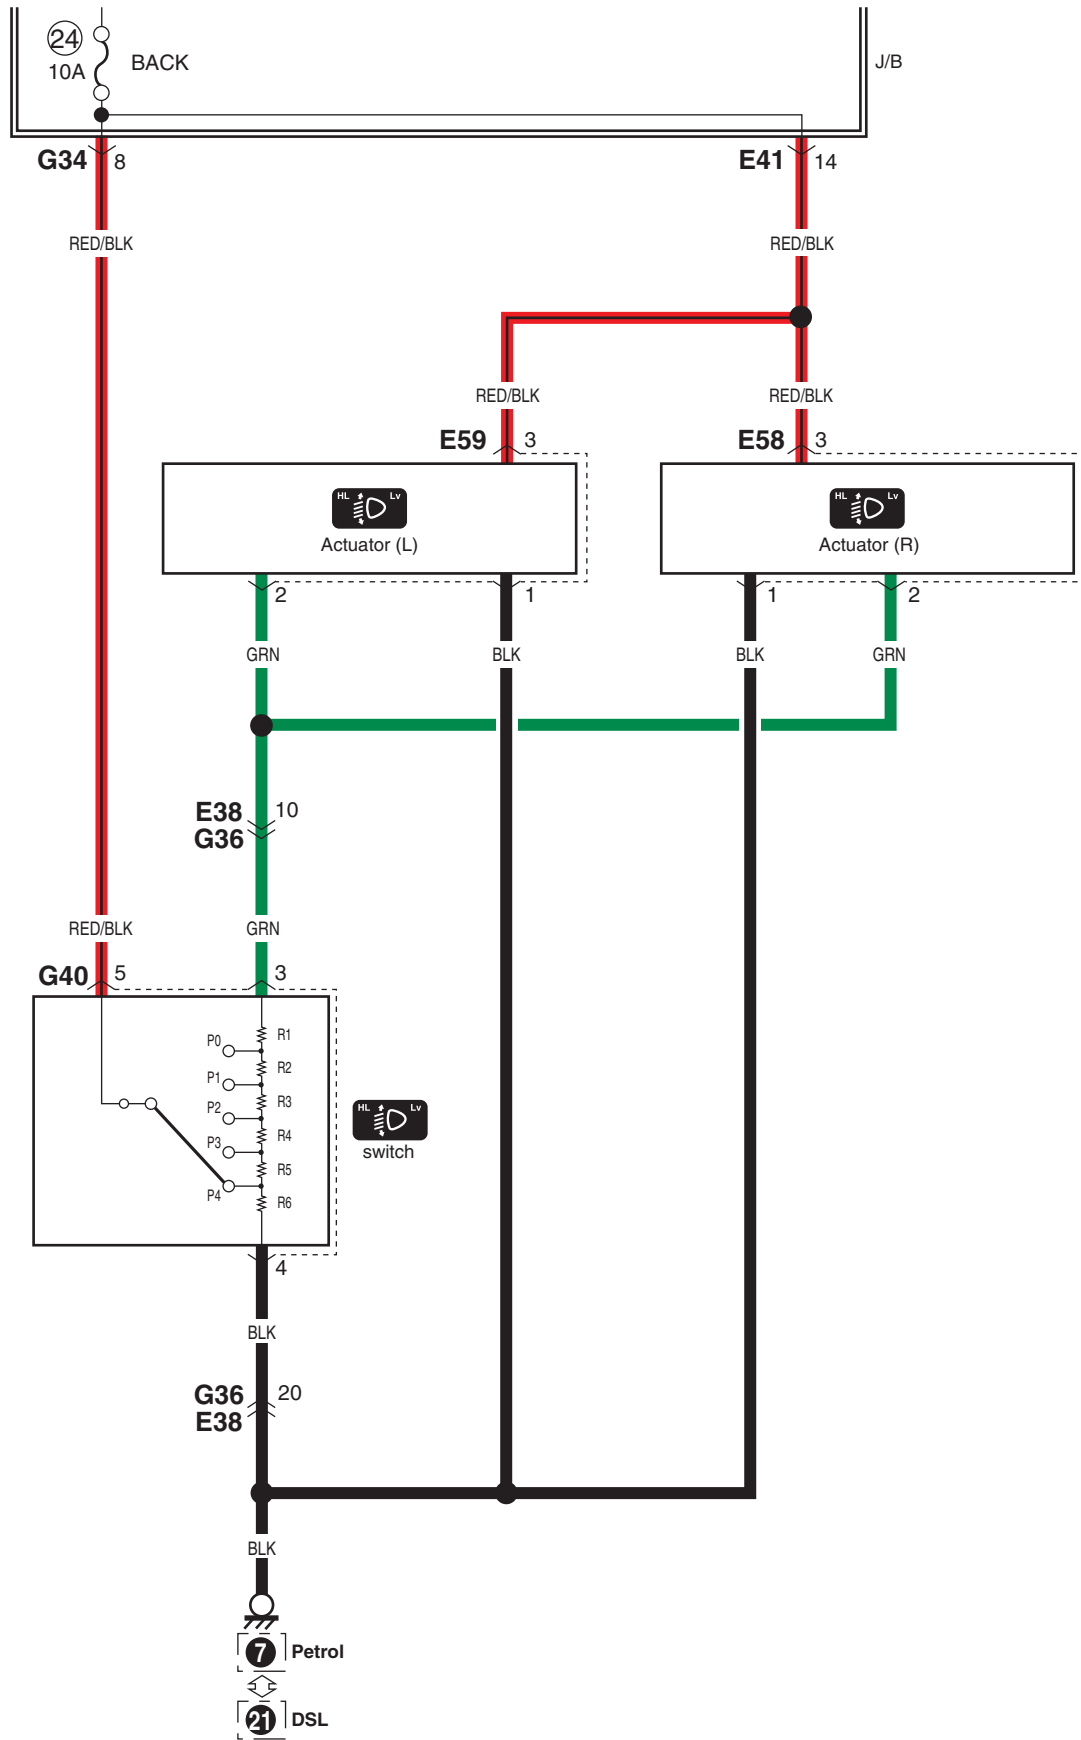 24
10A
BACK
J/B
G34 8
E41 14
RED/BLK
RED/BLK
RED/BLK
RED/BLK
E59 3
E58 3
HL Lv
HL Lv
Actuator (L)
Actuator (R)
2
1
1
2
GRN
BLK
BLK
GRN
E38 10
G36
RED/BLK
GRN
G40 5
3
P0 R1
P1 R2
P2 R3
P3 R4
P4 R5
R6
HL Lv
switch
4
BLK
G36 20
E38
BLK
7 Petrol
21 DSL